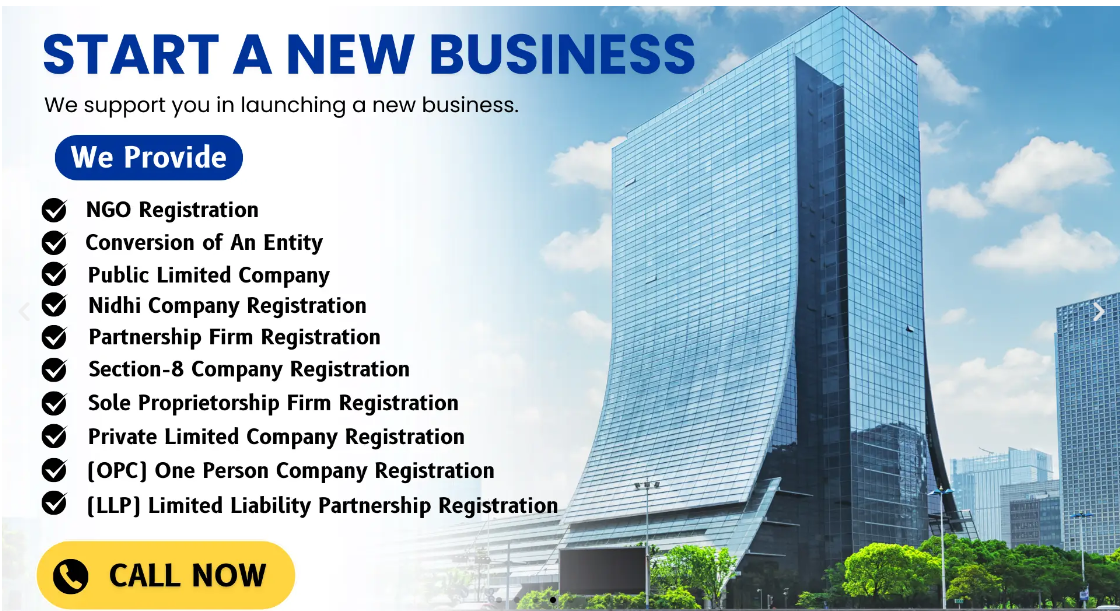 START A NEW BUSINESS
We support you in launching a new business.
We Provide
NGO Registration
Conversion of An Entity
Public Limited Company
Nidhi Company Registration
Partnership Firm Registration
Section-8 Company Registration
Sole Proprietorship Firm Registration
Private Limited Company Registration
(OPC) One Person Company Registration
(LLP) Limited Liability Partnership Registration
CALL NOW